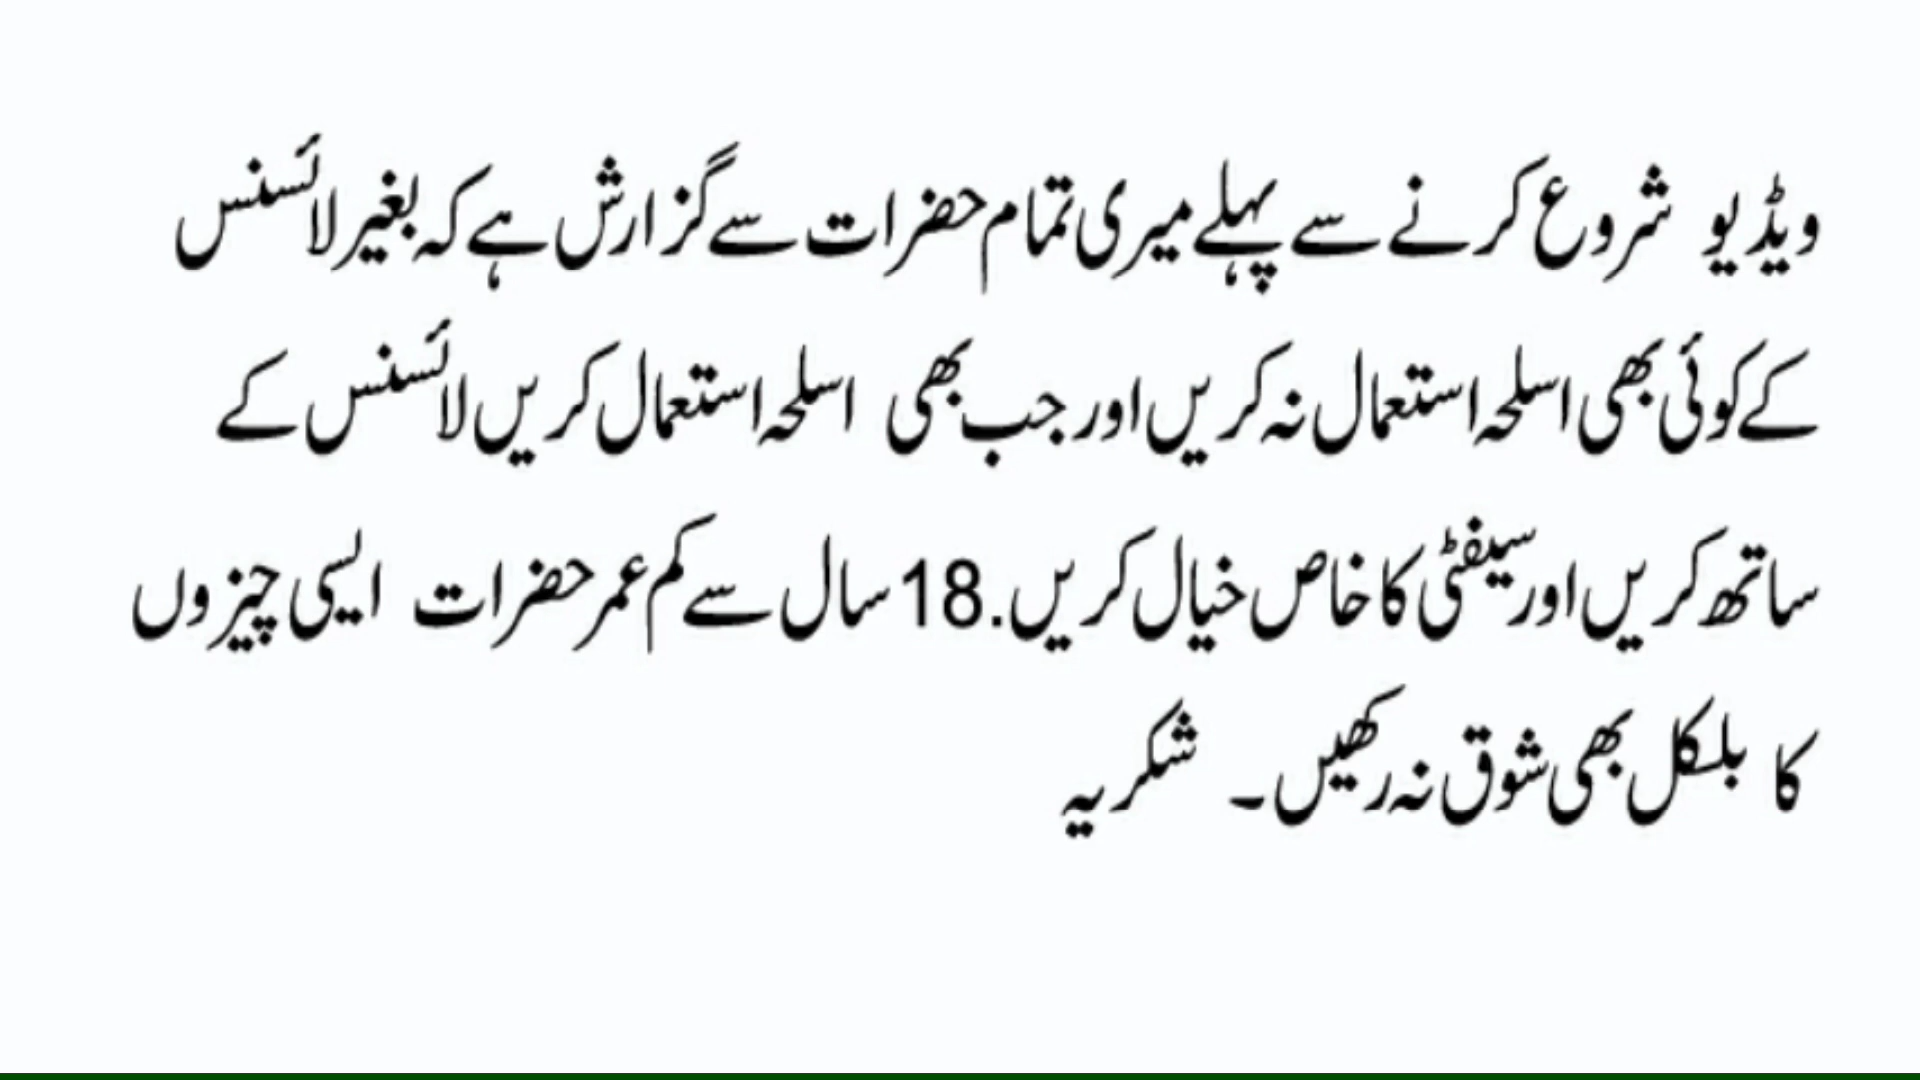 ویڈیو شروع کرنے سے پہلے میری تمام حضرات سے گزارش ہے کہ بغیر لائسنس
کے کوئی بھی اسلحہ استعمال نہ کریں اور جب بھی اسلحہ استعمال کریں لائسنس کے
ساتھ کریں اور سیفٹی کا خاص خیال کریں.18 سال سے کم عمر حضرات ایسی چیزوں
کا بلکل بھی شوق نہ رکھیں۔ شکریہ